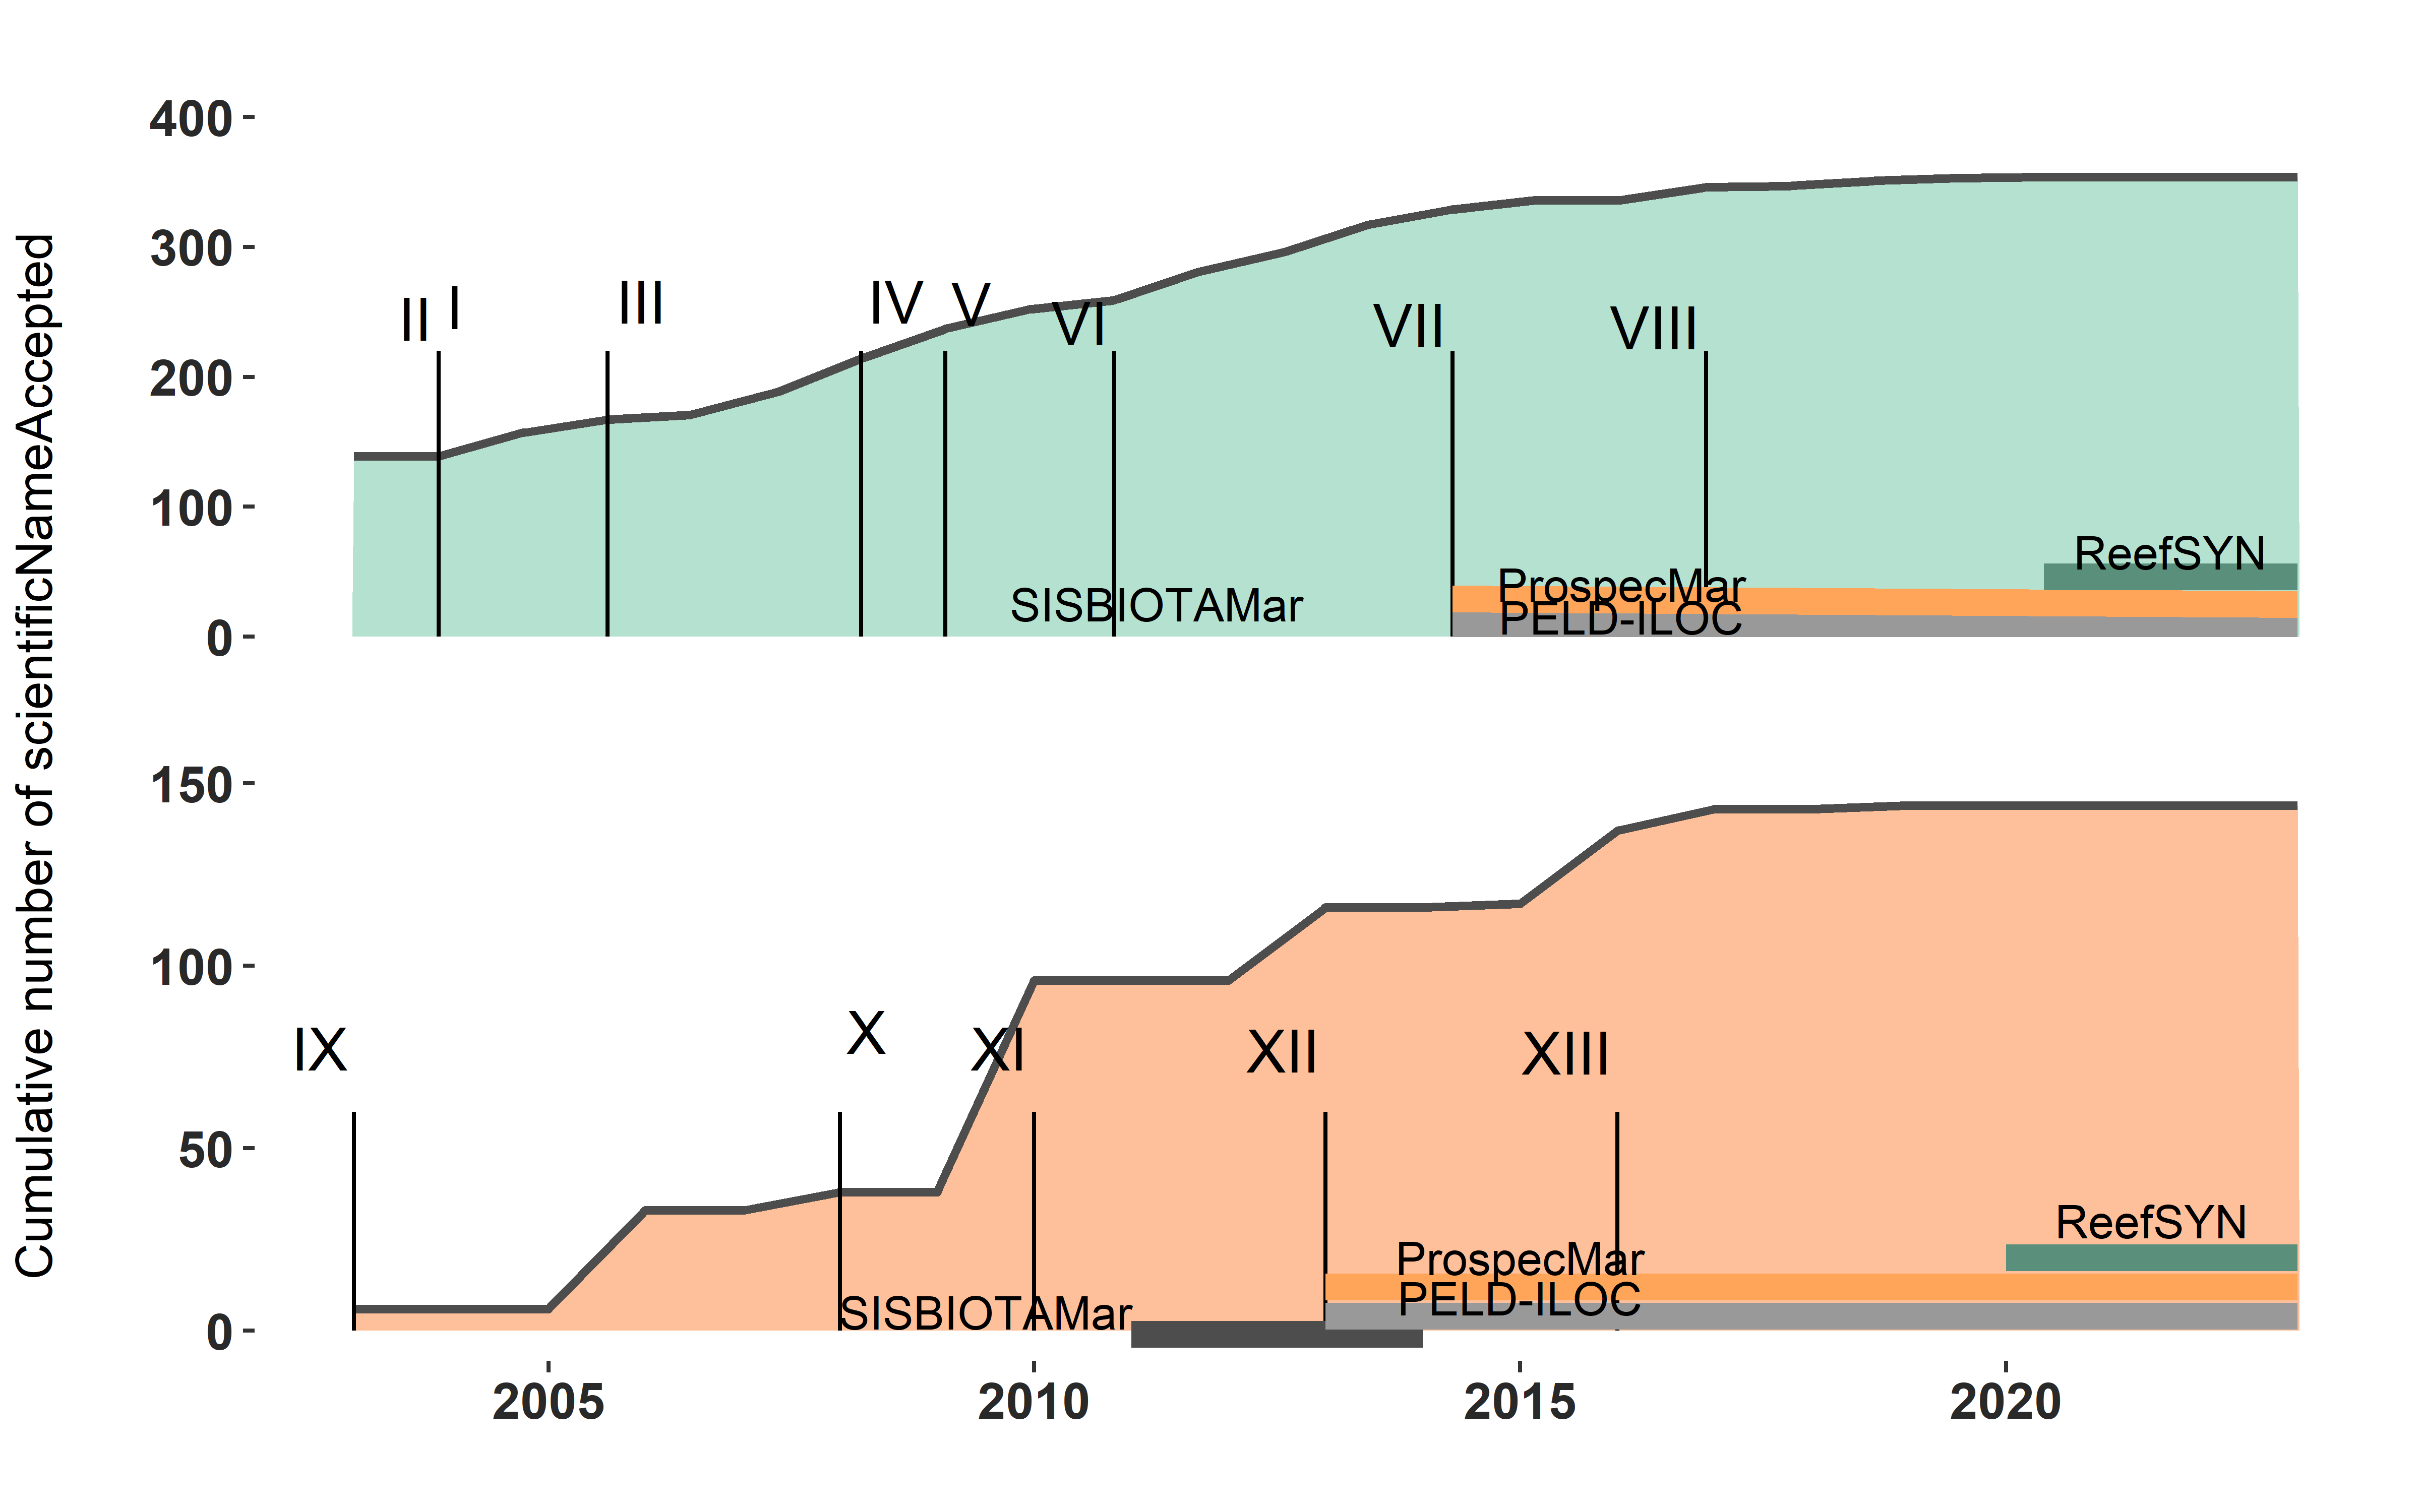 Cumulative number of scientificNameAccepted
400
300
200
100
0
II I III IV V VI VII VIII
ReefSYN
ProspecMar
SISBIOTAMar
PELD-ILOC
150
100
50
0
IX X XI XII XIII
ReefSYN
ProspecMar
PELD-ILOC
SISBIOTAMar
2005 2010 2015 2020